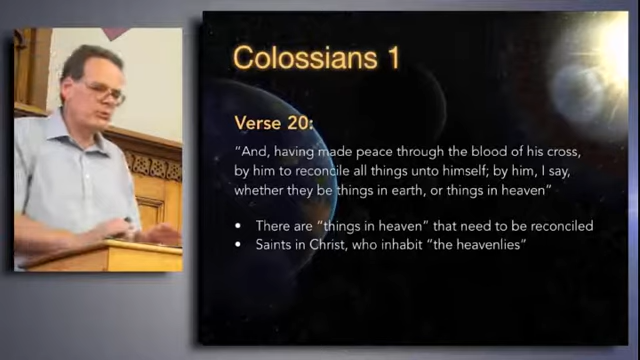 Colossians 1
Verse 20:
“And, having made peace through the blood of his cross,
by him to reconcile all things unto himself; by him, I say,
whether they be things in earth, or things in heaven”
• There are “things in heaven” that need to be reconciled
• Saints in Christ, who inhabit “the heavenlies”